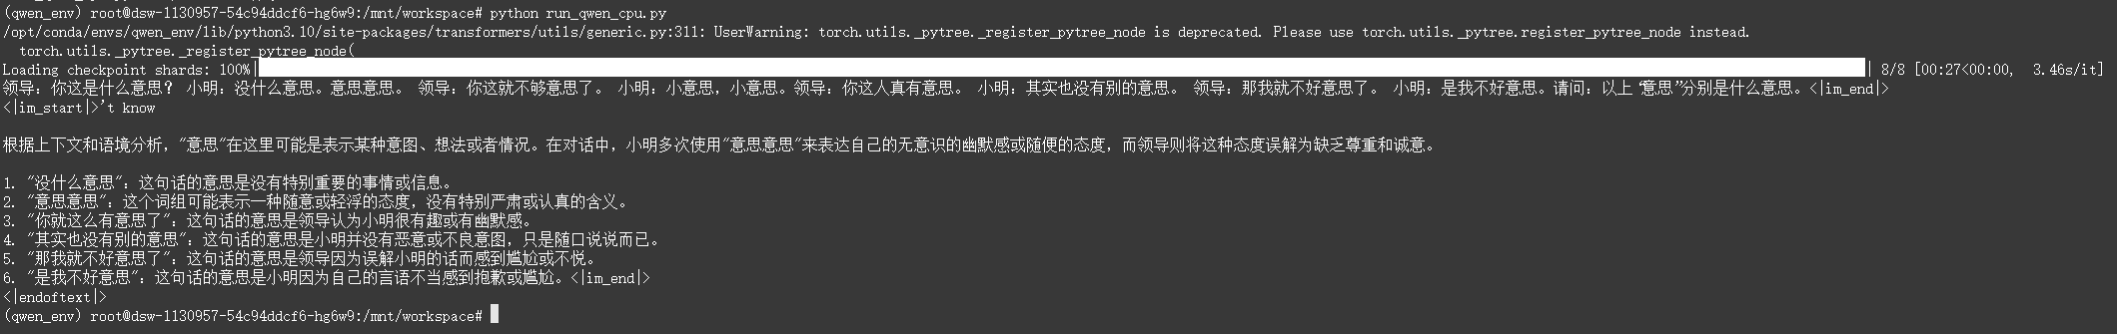 (qwen_env) root@dsw-1130957-54c94ddcf6-hg6w9:/mnt/workspace# python run_qwen_cpu.py
/opt/conda/envs/qwen_env/lib/python3.10/site-packages/transformers/utils/generic.py:311: UserWarning: torch.utils._pytree._register_pytree_node is deprecated. Please use torch.utils._pytree.register_pytree_node instead.
  torch.utils._pytree._register_pytree_node(
Loading checkpoint shards: 100%|| 8/8 [00:27<00:00,  3.46s/it]
领导：你这是什么意思？ 小明：没什么意思。意思意思。 领导：你这就不够意思了。 小明：小意思，小意思。领导：你这人真有意思。 小明：其实也没有别的意思。 领导：那我就不好意思了。 小明：是我不好意思。请问：以上“意思”分别是什么意思。<|im_end|>
<|im_start|>'t know
根据上下文和语境分析，"意思"在这里可能是表示某种意图、想法或者情况。在对话中，小明多次使用"意思意思"来表达自己的无意识的幽默感或随便的态度，而领导则将这种态度误解为缺乏尊重和诚意。
1. "没什么意思"：这句话的意思是没有特别重要的事情或信息。
2. "意思意思"：这个词组可能表示一种随意或轻浮的态度，没有特别严肃或认真的含义。
3. "你就这么有意思了"：这句话的意思是领导认为小明很有趣或有幽默感。
4. "其实也没有别的意思"：这句话的意思是小明并没有恶意或不良意图，只是随口说说而已。
5. "那我就不好意思了"：这句话的意思是领导因为误解小明的话而感到尴尬或不悦。
6. "是我不好意思"：这句话的意思是小明因为自己的言语不当感到抱歉或尴尬。<|im_end|>
<|endoftext|>
(qwen_env) root@dsw-1130957-54c94ddcf6-hg6w9:/mnt/workspace#